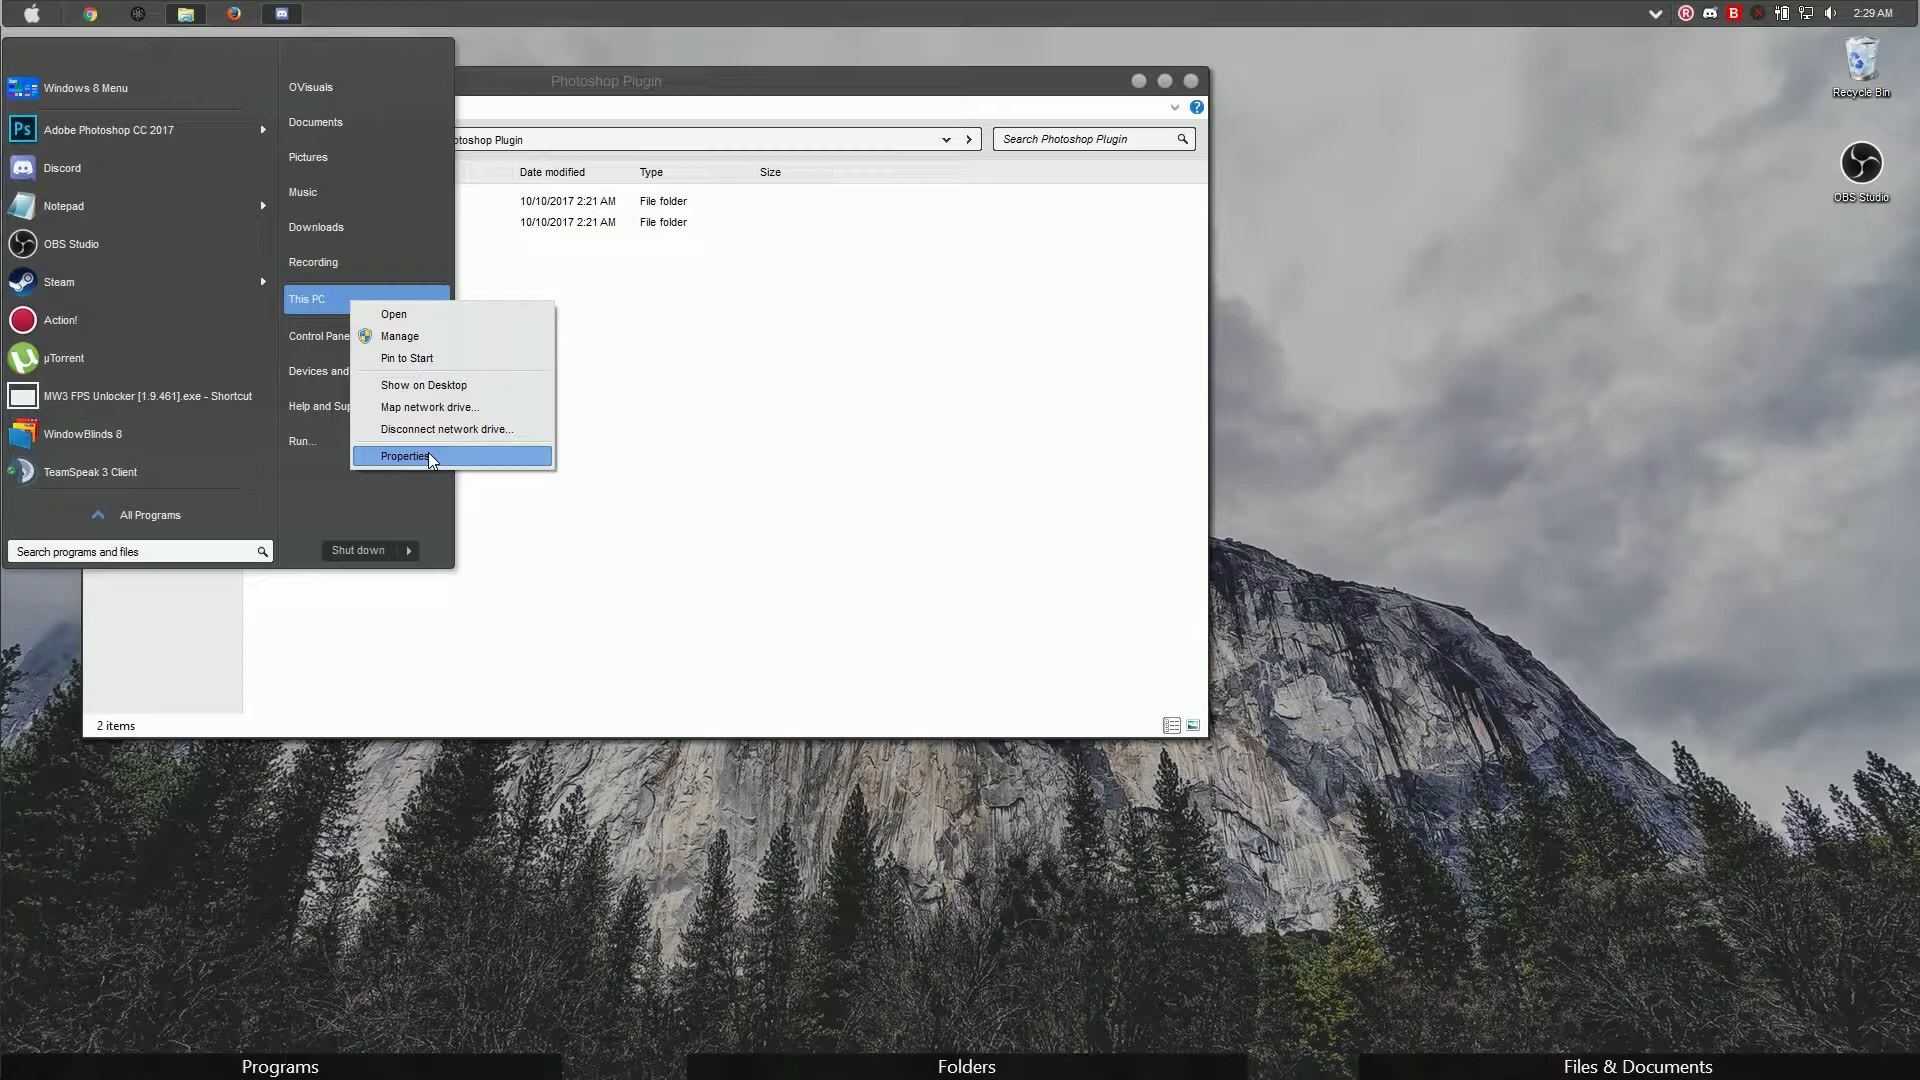 2:29 AM
Windows 8 Menu
Adobe Photoshop CC 2017
Discord
Notepad
OBS Studio
Steam
Action!
µTorrent
MW3 FPS Unlocker [1.9.461].exe - Shortcut
WindowBlinds 8
TeamSpeak 3 Client
All Programs
Search programs and files
OVisuals
Documents
Pictures
Music
Downloads
Recording
This PC
Control Pane
Devices and
Help and Sup
Run...
Shut down
Open
Manage
Pin to Start
Show on Desktop
Map network drive...
Disconnect network drive...
Properties
Photoshop Plugin
otoshop Plugin
Search Photoshop Plugin
Date modified Type Size
10/10/2017 2:21 AM File folder
10/10/2017 2:21 AM File folder
2 items
Recycle Bin
OBS Studio
Programs
Folders
Files & Documents